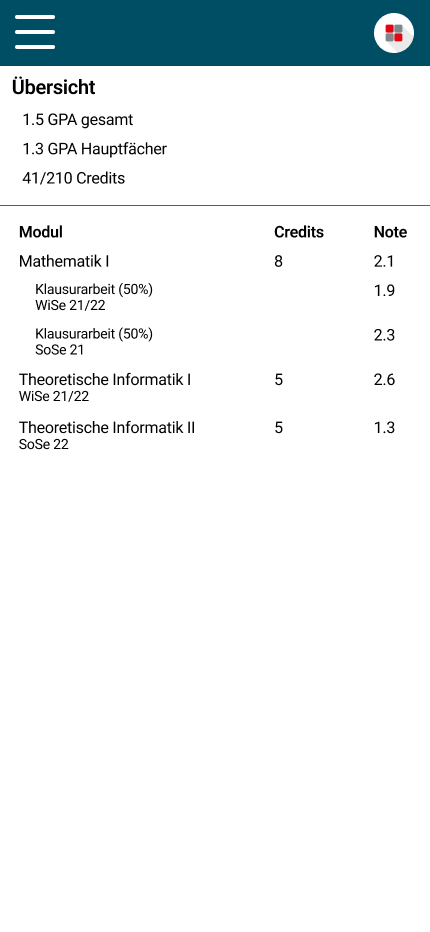 Übersicht
1.5 GPA gesamt
1.3 GPA Hauptfächer
41/210 Credits
Modul Credits Note
Mathematik I 8 2.1
Klausurarbeit (50%) 1.9
WiSe 21/22
Klausurarbeit (50%) 2.3
SoSe 21
Theoretische Informatik I 5 2.6
WiSe 21/22
Theoretische Informatik II 5 1.3
SoSe 22